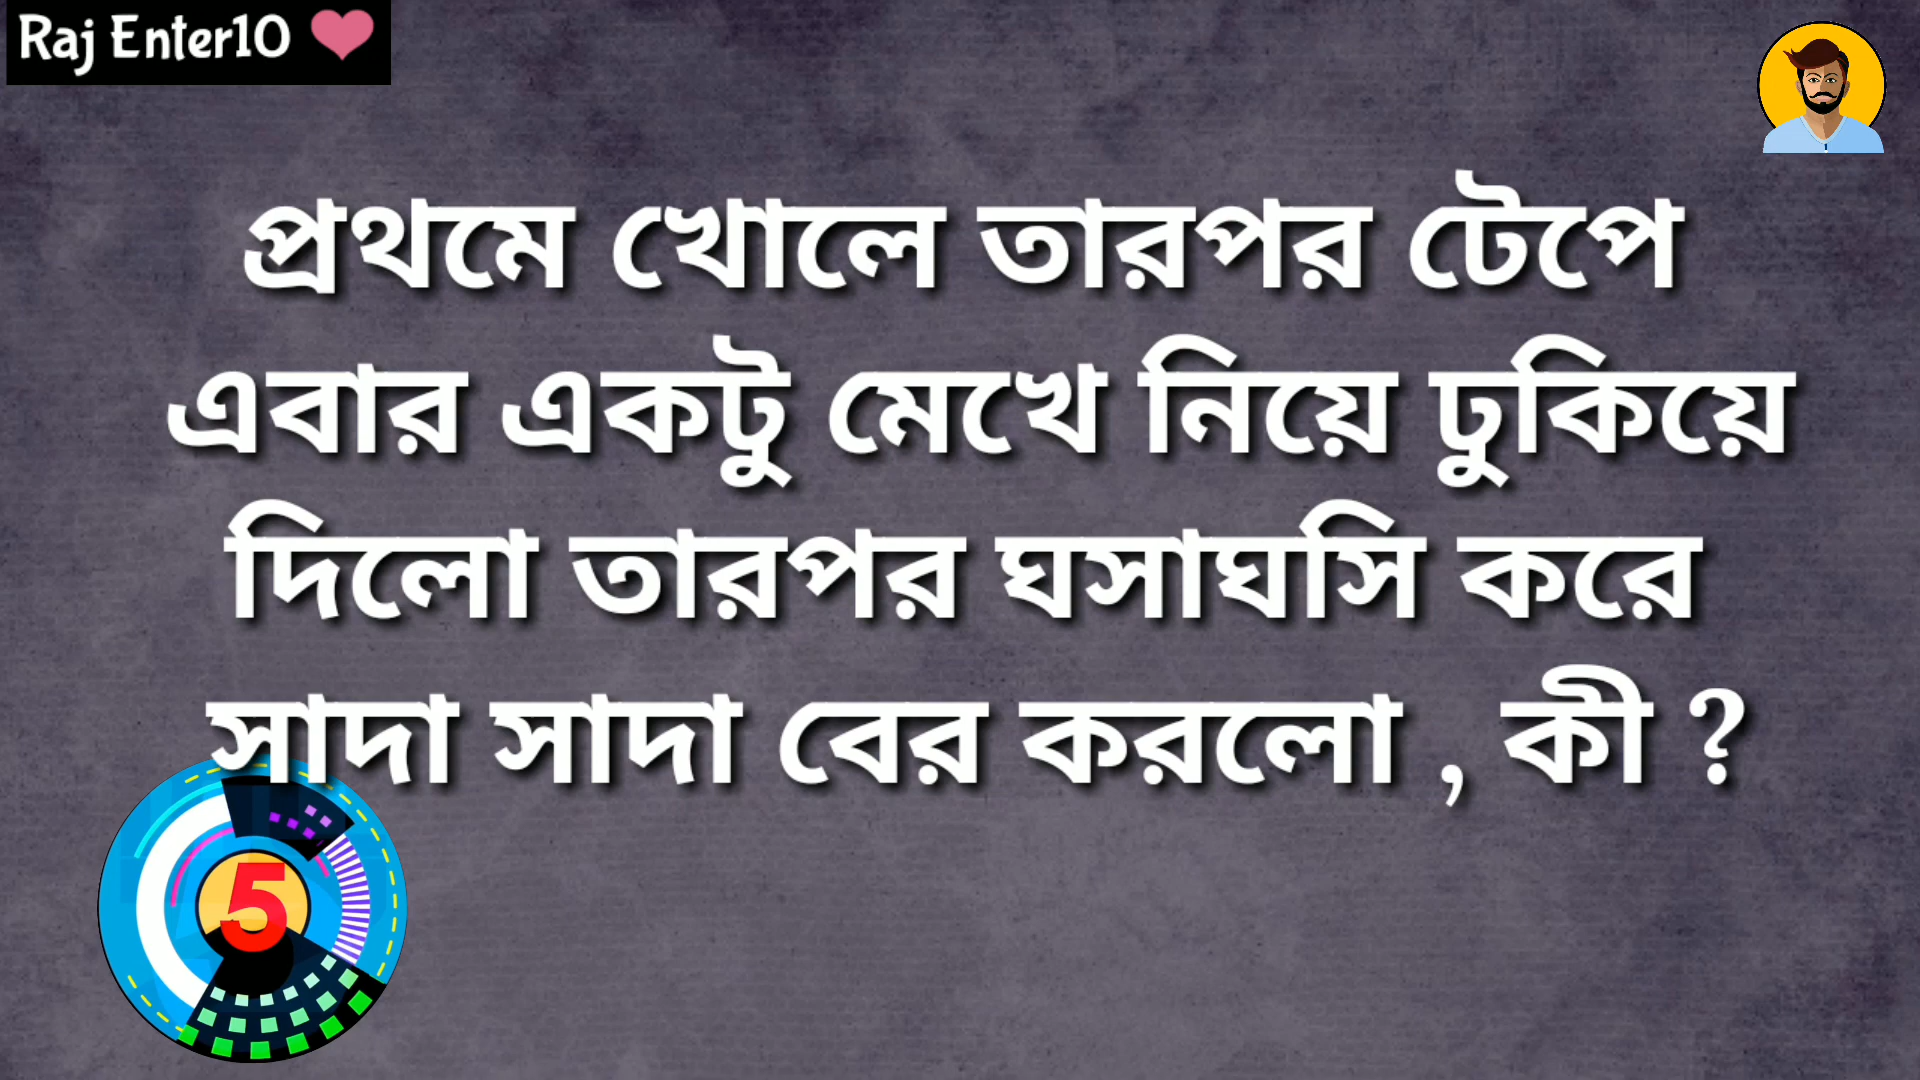 Raj Enter10
প্রথমে খোলে তারপর টেপে
এবার একটু মেখে নিয়ে ঢুকিয়ে
দিলো তারপর ঘসাঘসি করে
সাদা সাদা বের করলো , কী ?
5